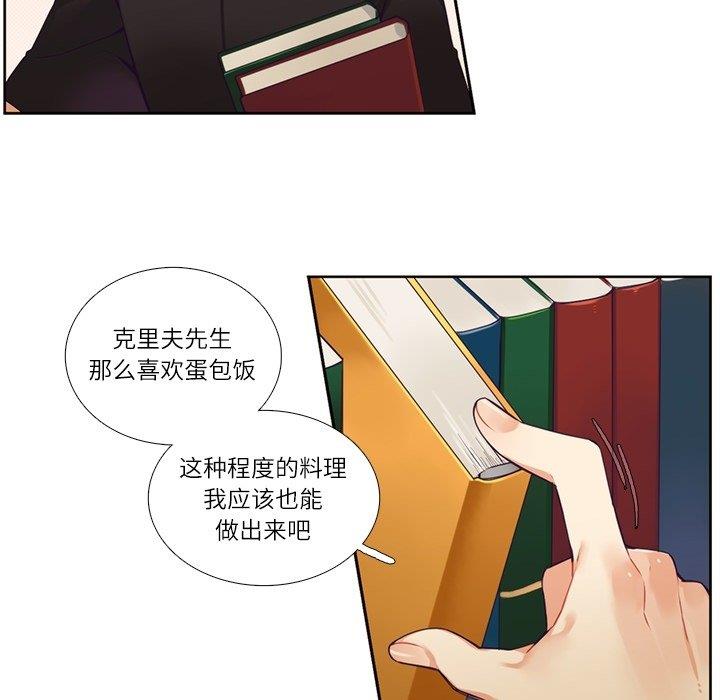 克里夫先生
那么喜欢蛋包饭
这种程度的料理
我应该也能
做出来吧